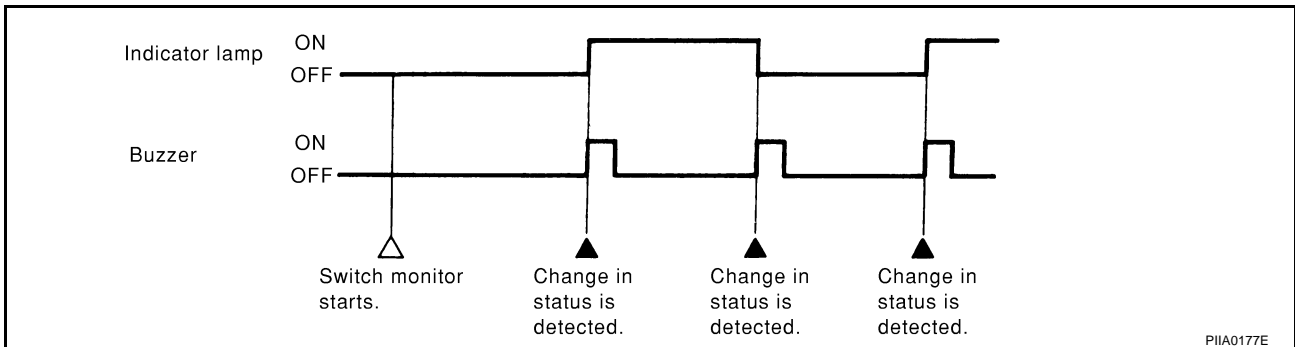 Indicator lamp
ON
OFF
Buzzer
ON
OFF
Switch monitor
starts.
Change in
status is
detected.
Change in
status is
detected.
Change in
status is
detected.
PIIA0177E